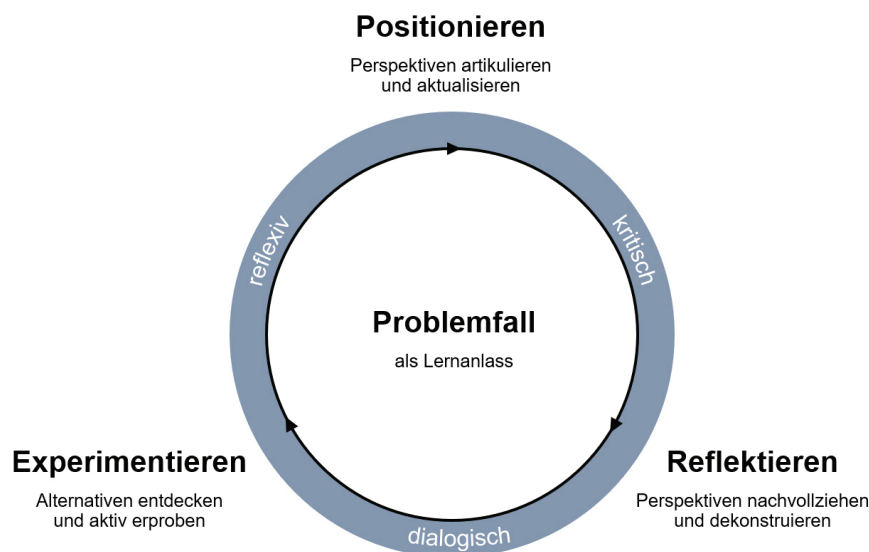 Positionieren
Perspektiven artikulieren
und aktualisieren
reflexiv
kritisch
Problemfall
als Lernanlass
Experimentieren
Alternativen entdecken
und aktiv erproben
Reflektieren
Perspektiven nachvollziehen
und dekonstruieren
dialogisch